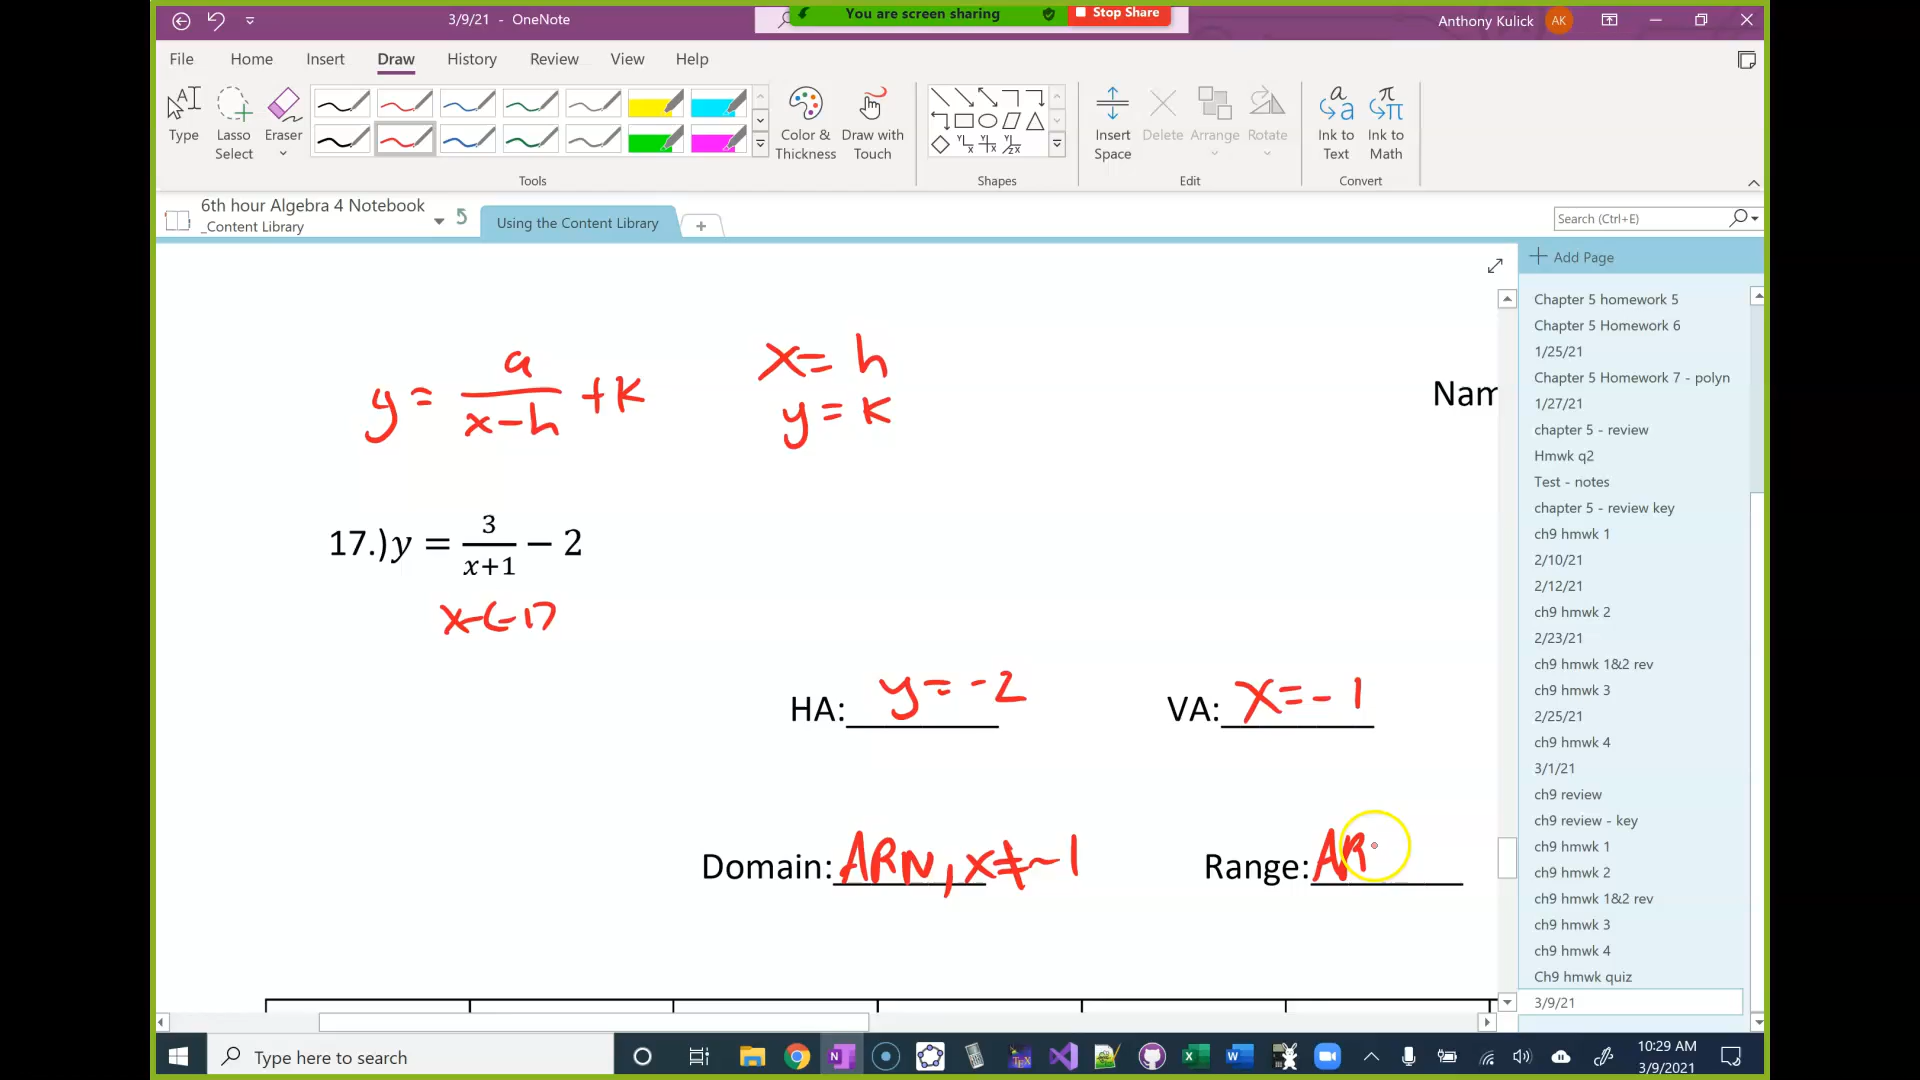 3/9/21 - OneNote
You are screen sharing
Stop Share
Anthony Kulick
AK
File Home Insert Draw History Review View Help
Type
Lasso Select
Eraser
Color & Thickness
Draw with Touch
Insert Space
Delete
Arrange
Rotate
Ink to Text
Ink to Math
Tools
Shapes
Edit
Convert
6th hour Algebra 4 Notebook
_Content Library
Using the Content Library
Search (Ctrl+E)
Add Page
y = a/(x-h) + k
x = h
y = k
Nam
17.) y = 3/(x+1) − 2
x-(-1)
HA: y = -2
VA: x = -1
Domain: ARN, x ≠ -1
Range: AR
Chapter 5 homework 5
Chapter 5 Homework 6
1/25/21
Chapter 5 Homework 7 - polyn
1/27/21
chapter 5 - review
Hmwk q2
Test - notes
chapter 5 - review key
ch9 hmwk 1
2/10/21
2/12/21
ch9 hmwk 2
2/23/21
ch9 hmwk 1&2 rev
ch9 hmwk 3
2/25/21
ch9 hmwk 4
3/1/21
ch9 review
ch9 review - key
ch9 hmwk 1
ch9 hmwk 2
ch9 hmwk 1&2 rev
ch9 hmwk 3
ch9 hmwk 4
Ch9 hmwk quiz
3/9/21
Type here to search
10:29 AM
3/9/2021